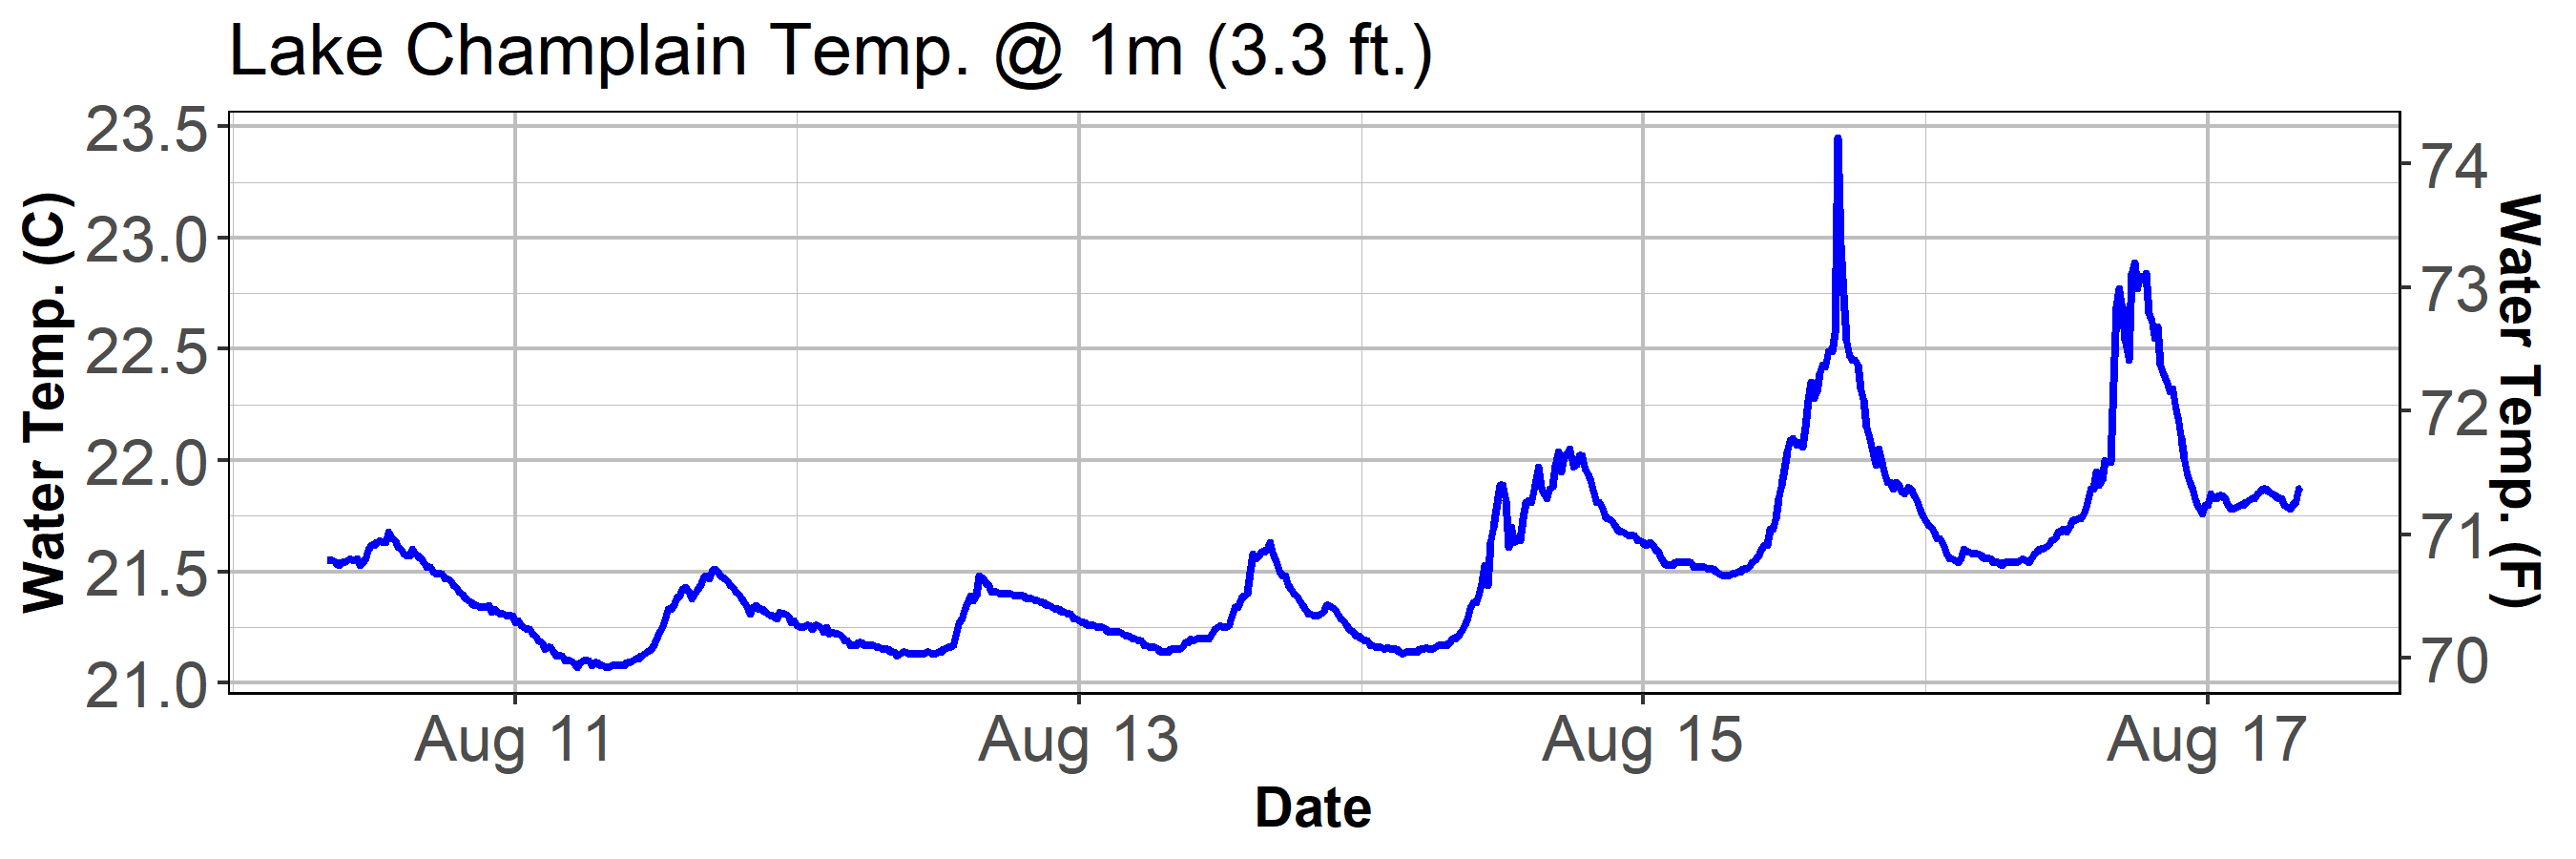 Lake Champlain Temp. @ 1m (3.3 ft.)
Water Temp. (C)
23.5
23.0
22.5
22.0
21.5
21.0
74
73
72
71
70
Water Temp. (F)
Aug 11
Aug 13
Aug 15
Aug 17
Date